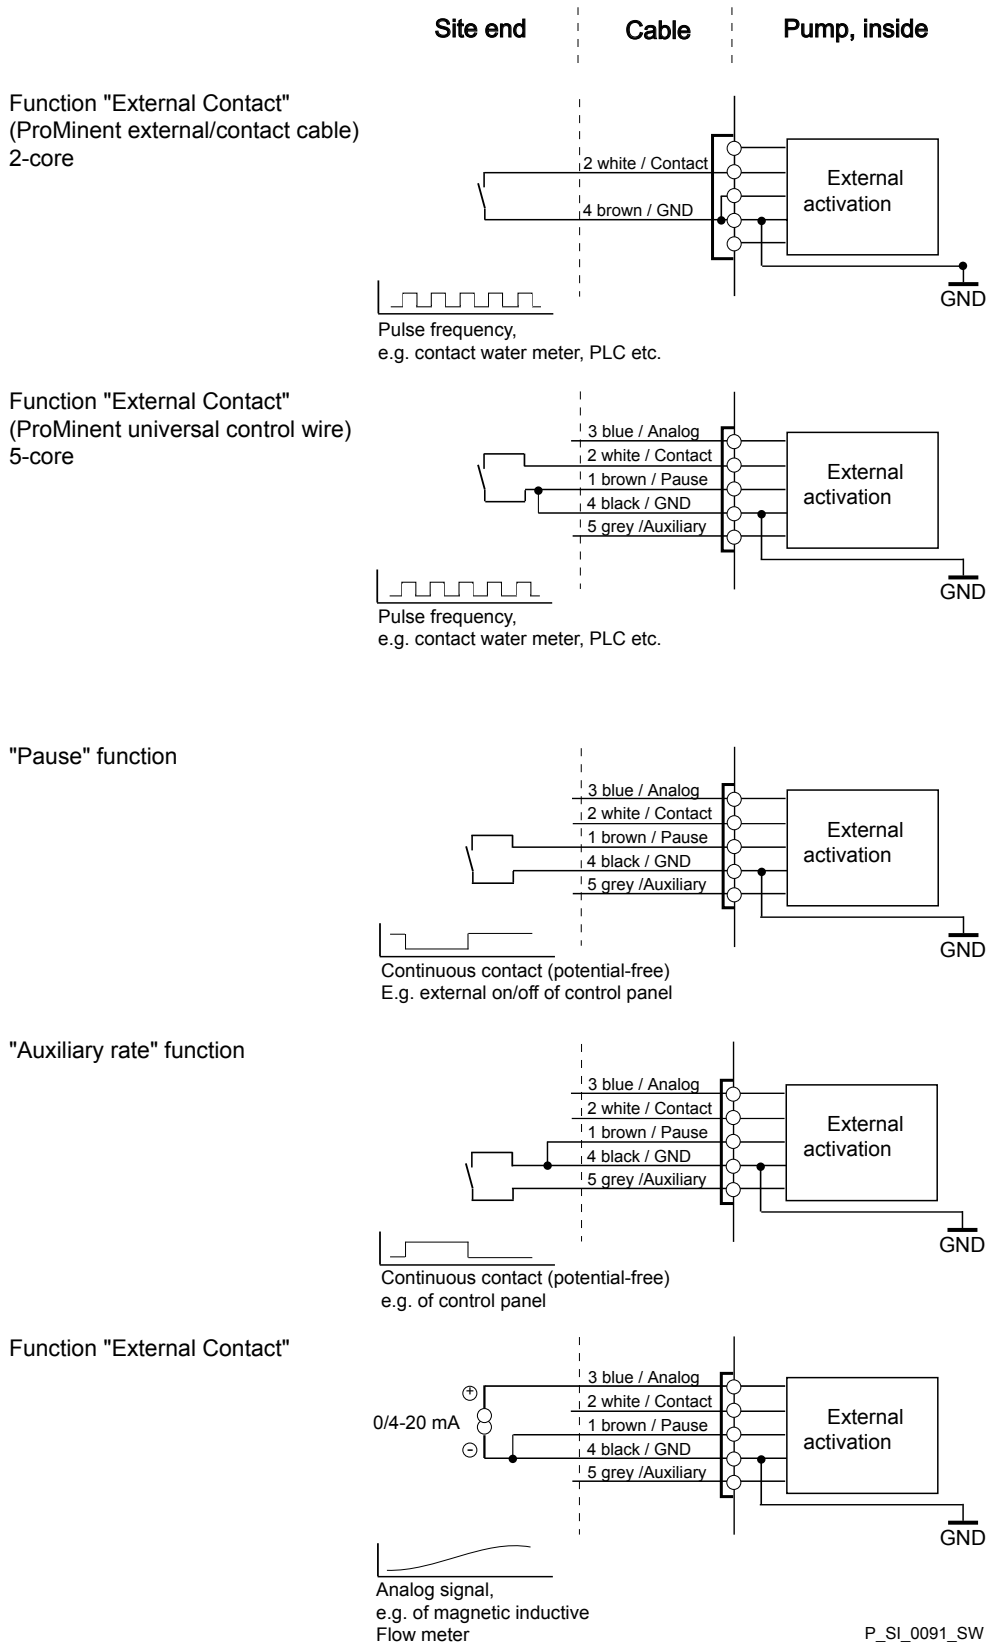 Site end
Cable
Pump, inside
Function "External Contact"
(ProMinent external/contact cable)
2-core
2 white / Contact
4 brown / GND
External
activation
GND
Pulse frequency,
e.g. contact water meter, PLC etc.
Function "External Contact"
(ProMinent universal control wire)
5-core
3 blue / Analog
2 white / Contact
1 brown / Pause
4 black / GND
5 grey /Auxiliary
External
activation
GND
Pulse frequency,
e.g. contact water meter, PLC etc.
"Pause" function
3 blue / Analog
2 white / Contact
1 brown / Pause
4 black / GND
5 grey /Auxiliary
External
activation
GND
Continuous contact (potential-free)
E.g. external on/off of control panel
"Auxiliary rate" function
3 blue / Analog
2 white / Contact
1 brown / Pause
4 black / GND
5 grey /Auxiliary
External
activation
GND
Continuous contact (potential-free)
e.g. of control panel
Function "External Contact"
+
0/4-20 mA
-
3 blue / Analog
2 white / Contact
1 brown / Pause
4 black / GND
5 grey /Auxiliary
External
activation
GND
Analog signal,
e.g. of magnetic inductive
Flow meter
P_SI_0091_SW